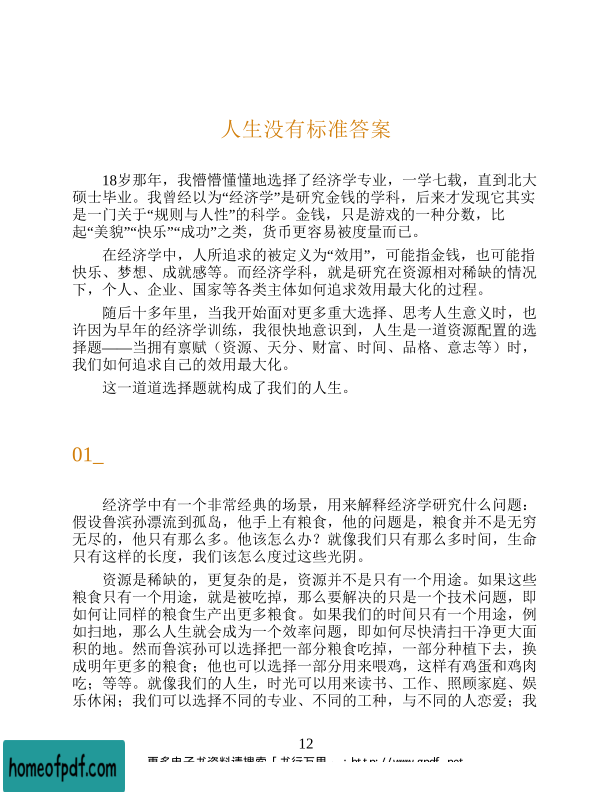 人生没有标准答案
18岁那年，我懵懵懂懂地选择了经济学专业，一学七载，直到北大
硕士毕业。我曾经以为“经济学”是研究金钱的学科，后来才发现它其实
是一门关于“规则与人性”的科学。金钱，只是游戏的一种分数，比
起“美貌”“快乐”“成功”之类，货币更容易被度量而已。
在经济学中，人所追求的被定义为“效用”，可能指金钱，也可能指
快乐、梦想、成就感等。而经济学科，就是研究在资源相对稀缺的情况
下，个人、企业、国家等各类主体如何追求效用最大化的过程。
随后十多年里，当我开始面对更多重大选择、思考人生意义时，也
许因为早年的经济学训练，我很快地意识到，人生是一道资源配置的选
择题——当拥有禀赋（资源、天分、财富、时间、品格、意志等）时，
我们如何追求自己的效用最大化。
这一道道选择题就构成了我们的人生。
01_
经济学中有一个非常经典的场景，用来解释经济学研究什么问题：
假设鲁滨孙漂流到孤岛，他手上有粮食，他的问题是，粮食并不是无穷
无尽的，他只有那么多。他该怎么办？就像我们只有那么多时间，生命
只有这样的长度，我们该怎么度过这些光阴。
资源是稀缺的，更复杂的是，资源并不是只有一个用途。如果这些
粮食只有一个用途，就是被吃掉，那么要解决的只是一个技术问题，即
如何让同样的粮食生产出更多粮食。如果我们的时间只有一个用途，例
如扫地，那么人生就会成为一个效率问题，即如何尽快清扫干净更大面
积的地。然而鲁滨孙可以选择把一部分粮食吃掉，一部分种植下去，换
成明年更多的粮食；他也可以选择一部分用来喂鸡，这样有鸡蛋和鸡肉
吃；等等。就像我们的人生，时光可以用来读书、工作、照顾家庭、娱
乐休闲；我们可以选择不同的专业、不同的工种，与不同的人恋爱；我
12
更多电子书资料请搜索「书行万里
homeofpdf.com